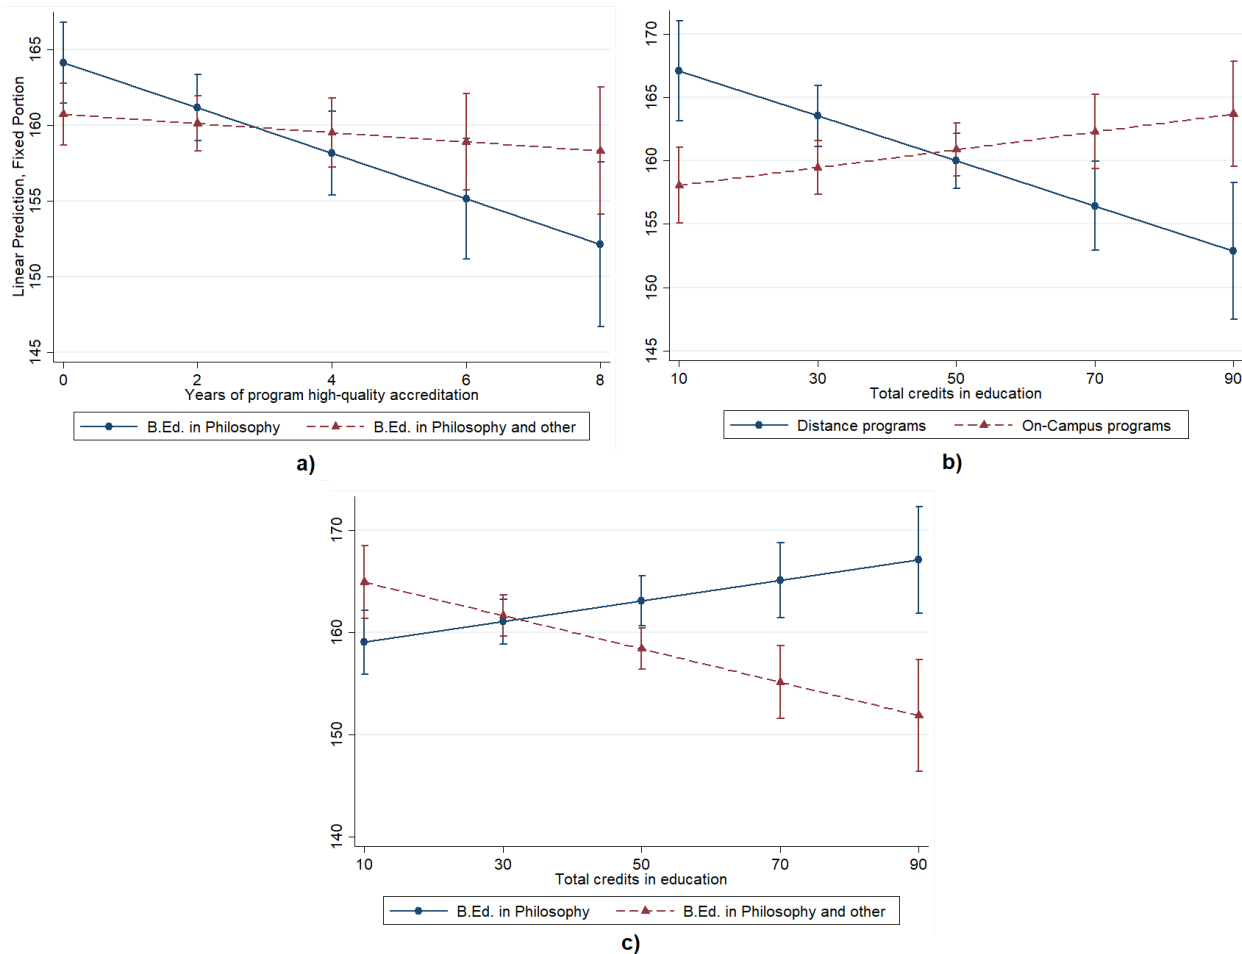 Linear Prediction, Fixed Portion
165
160
155
150
145
0 2 4 6 8
Years of program high-quality accreditation
B.Ed. in Philosophy B.Ed. in Philosophy and other
a)
170
165
160
155
150
145
10 30 50 70 90
Total credits in education
Distance programs On-Campus programs
b)
170
160
150
140
10 30 50 70 90
Total credits in education
B.Ed. in Philosophy B.Ed. in Philosophy and other
c)